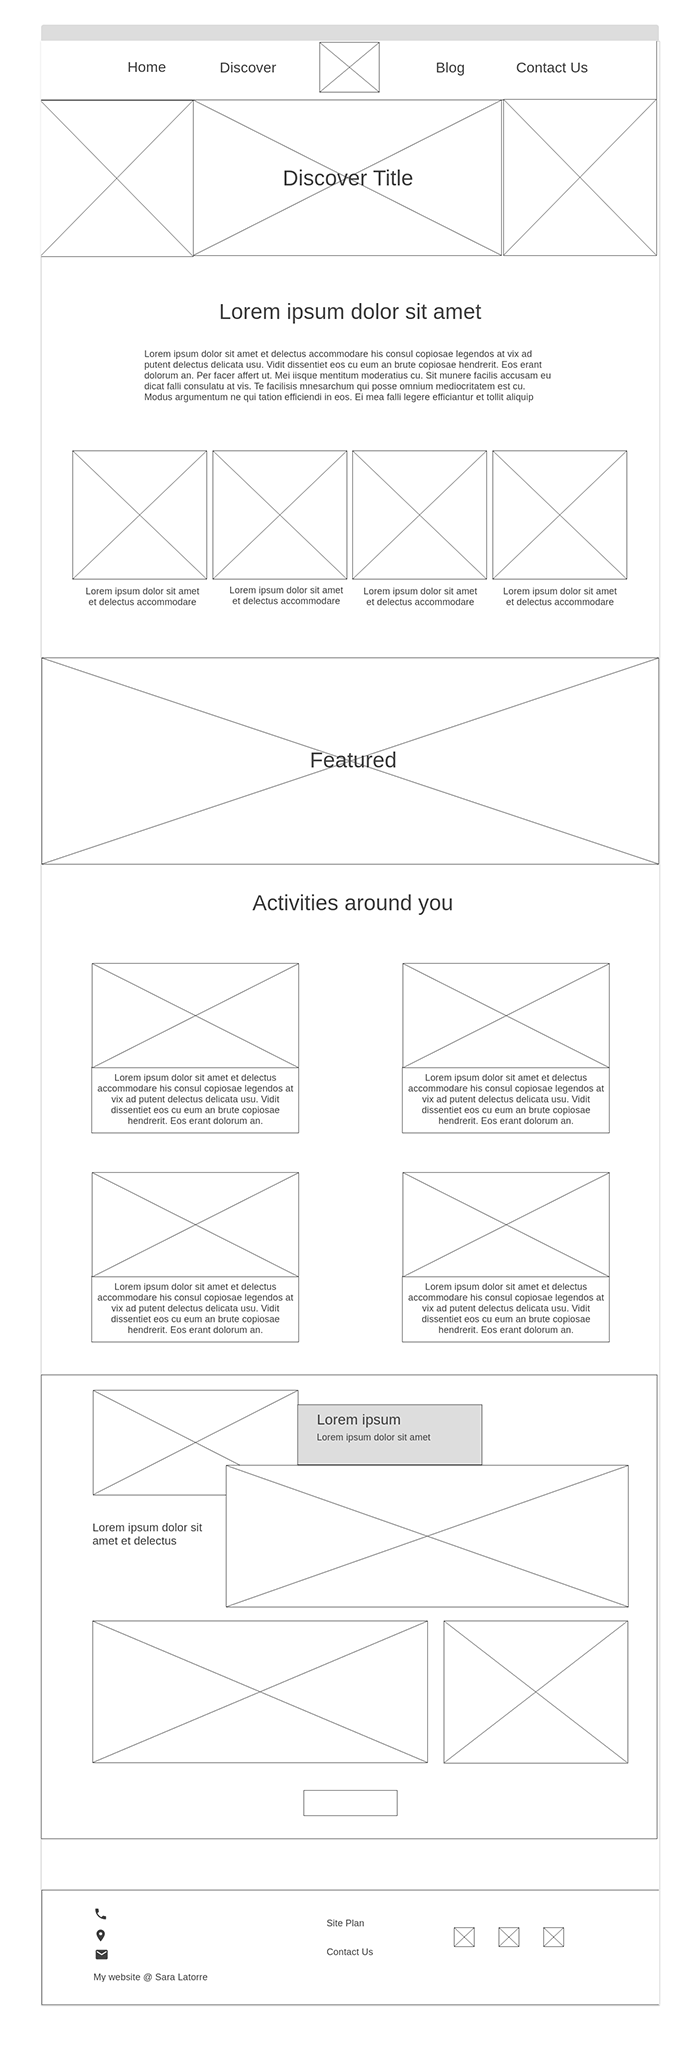 Home
Discover
Blog
Contact Us
Discover Title
Lorem ipsum dolor sit amet
Lorem ipsum dolor sit amet et delectus accommodare his consul copiosae legendos at vix ad
putent delectus delicata usu. Vidit dissentiet eos cu eum an brute copiosae hendrerit. Eos erant
dolorum an. Per facer affert ut. Mei iisque mentitum moderatius cu. Sit munere facilis accusam eu
dicat falli consulatu at vis. Te facilisis mnesarchum qui posse omnium mediocritatem est cu.
Modus argumentum ne qui tation efficiendi in eos. Ei mea falli legere efficiantur et tollit aliquip
Lorem ipsum dolor sit amet
et delectus accommodare
Lorem ipsum dolor sit amet
et delectus accommodare
Lorem ipsum dolor sit amet
et delectus accommodare
Lorem ipsum dolor sit amet
et delectus accommodare
Featured
Activities around you
Lorem ipsum dolor sit amet et delectus
accommodare his consul copiosae legendos at
vix ad putent delectus delicata usu. Vidit
dissentiet eos cu eum an brute copiosae
hendrerit. Eos erant dolorum an.
Lorem ipsum dolor sit amet et delectus
accommodare his consul copiosae legendos at
vix ad putent delectus delicata usu. Vidit
dissentiet eos cu eum an brute copiosae
hendrerit. Eos erant dolorum an.
Lorem ipsum dolor sit amet et delectus
accommodare his consul copiosae legendos at
vix ad putent delectus delicata usu. Vidit
dissentiet eos cu eum an brute copiosae
hendrerit. Eos erant dolorum an.
Lorem ipsum dolor sit amet et delectus
accommodare his consul copiosae legendos at
vix ad putent delectus delicata usu. Vidit
dissentiet eos cu eum an brute copiosae
hendrerit. Eos erant dolorum an.
Lorem ipsum
Lorem ipsum dolor sit amet
Lorem ipsum dolor sit
amet et delectus
Site Plan
Contact Us
My website @ Sara Latorre